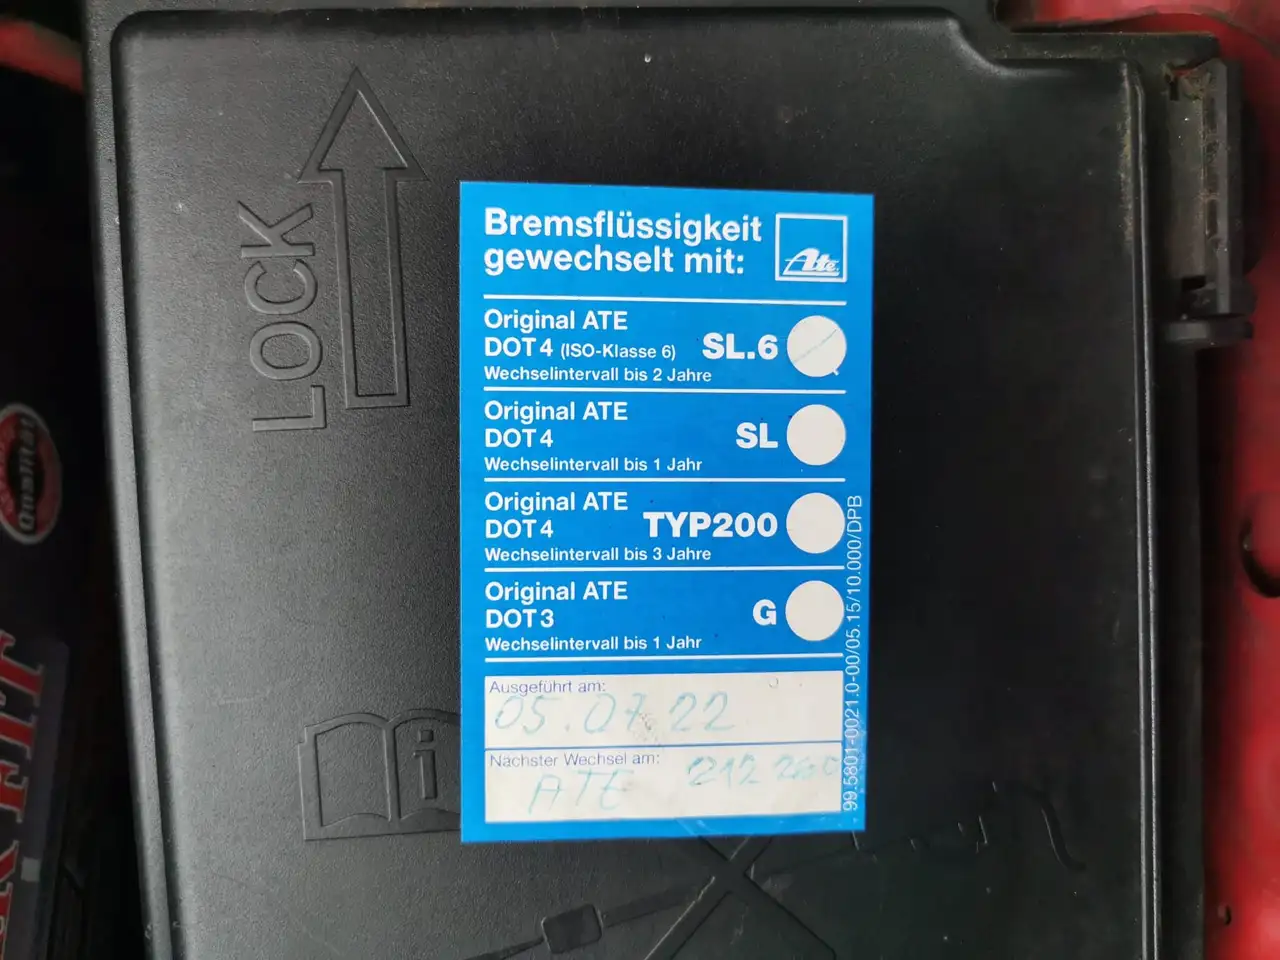 LOCK
Bremsflüssigkeit
gewechselt mit:
Ate
Original ATE
DOT 4 (ISO-Klasse 6) SL.6
Wechselintervall bis 2 Jahre
Original ATE
DOT 4 SL
Wechselintervall bis 1 Jahr
Original ATE
DOT 4 TYP200
Wechselintervall bis 3 Jahre
Original ATE
DOT 3 G
Wechselintervall bis 1 Jahr
Ausgeführt am:
05.07.22
Nächster Wechsel am:
ATE 212 260
99.5801-0021.0-00/05.15/10.000/DPB
i
Qualität